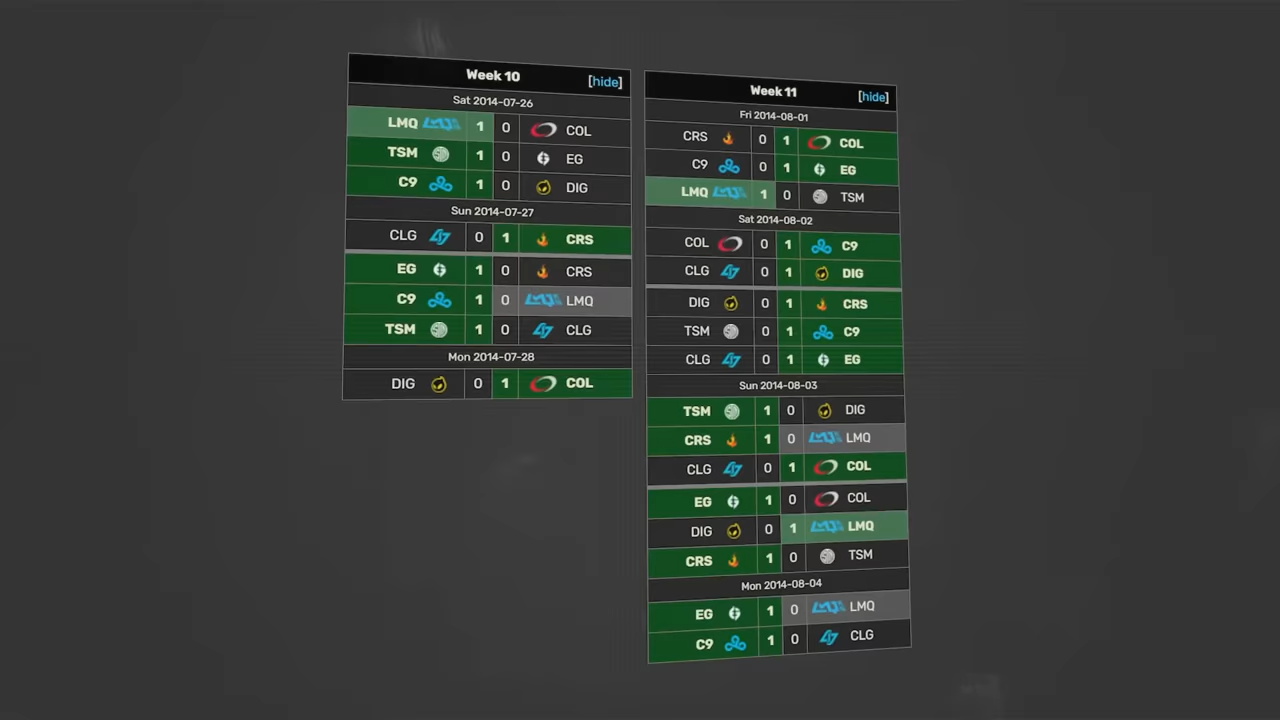 Week 10 [hide]
Sat 2014-07-26
LMQ 1 0 COL
TSM 1 0 EG
C9 1 0 DIG
Sun 2014-07-27
CLG 0 1 CRS
EG 1 0 CRS
C9 1 0 LMQ
TSM 1 0 CLG
Mon 2014-07-28
DIG 0 1 COL
Week 11 [hide]
Fri 2014-08-01
CRS 0 1 COL
C9 0 1 EG
LMQ 1 0 TSM
Sat 2014-08-02
COL 0 1 C9
CLG 0 1 DIG
DIG 0 1 CRS
TSM 0 1 C9
CLG 0 1 EG
Sun 2014-08-03
TSM 1 0 DIG
CRS 1 0 LMQ
CLG 0 1 COL
EG 1 0 COL
DIG 0 1 LMQ
CRS 1 0 TSM
Mon 2014-08-04
EG 1 0 LMQ
C9 1 0 CLG